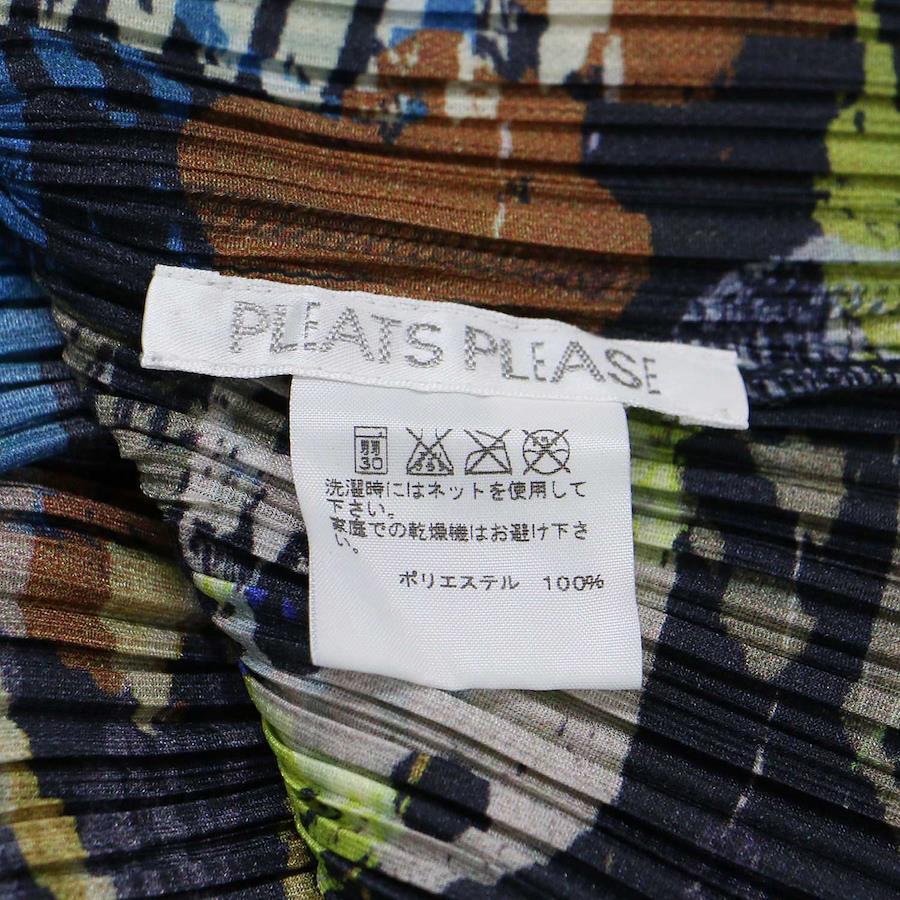 PLEATS PLEASE
弱 30
洗濯時にはネットを使用して
下さい。
家庭での乾燥機はお避け下さ
い。
ポリエステル 100%